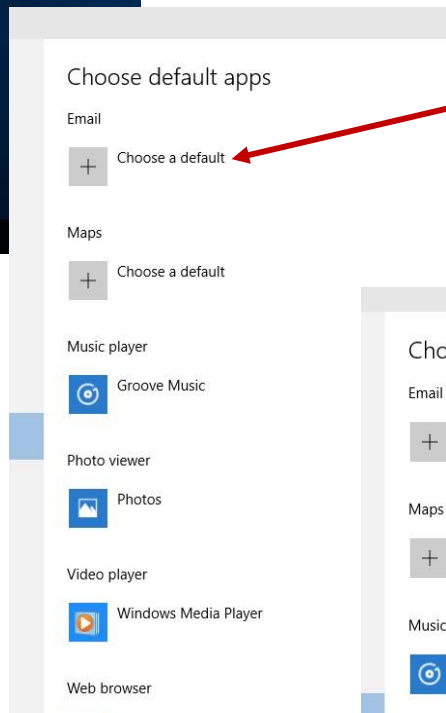 Choose default apps
Email
Choose a default
Maps
Choose a default
Music player
Groove Music
Photo viewer
Photos
Video player
Windows Media Player
Web browser
Cho
Email
Maps
Music